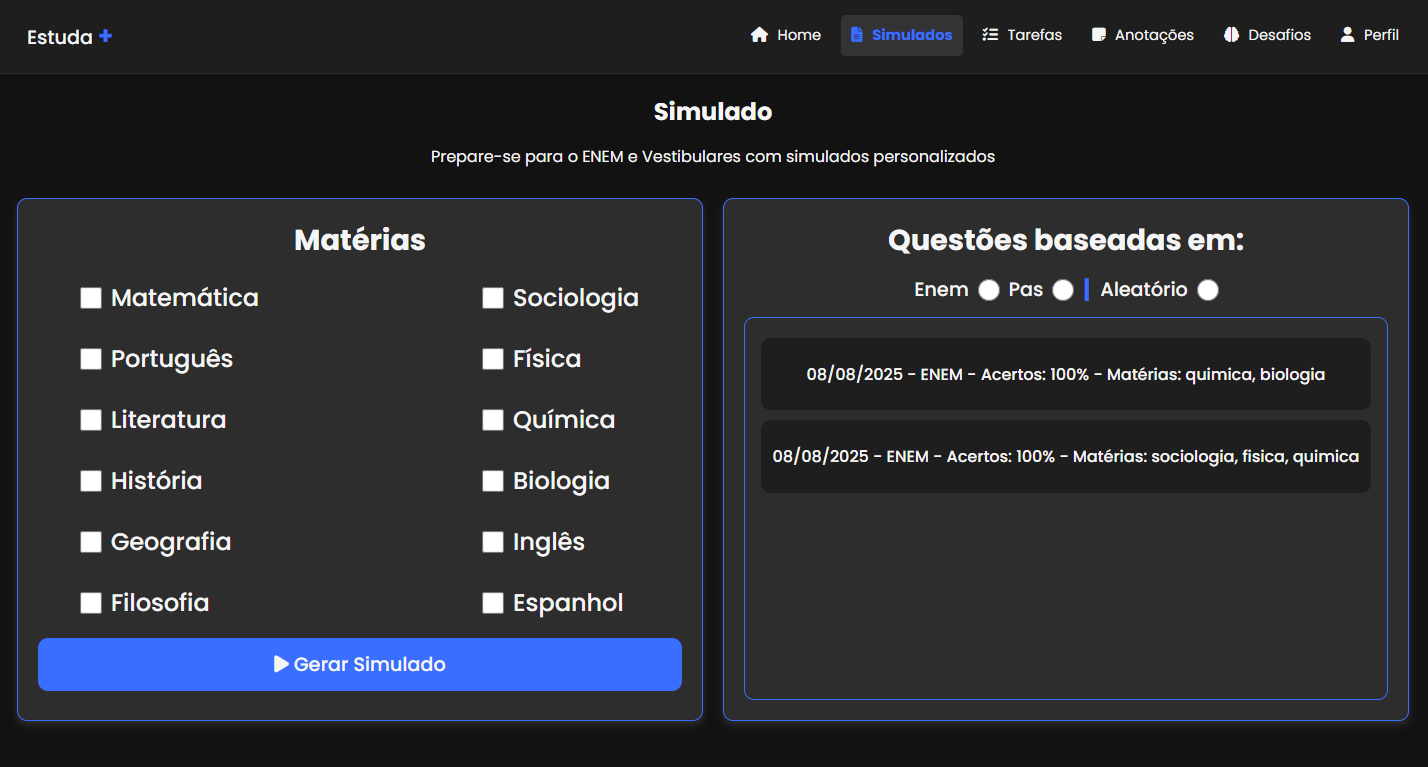 Estuda +
Home
Simulados
Tarefas
Anotações
Desafios
Perfil
Simulado
Prepare-se para o ENEM e Vestibulares com simulados personalizados
Matérias
Matemática
Sociologia
Português
Física
Literatura
Química
História
Biologia
Geografia
Inglês
Filosofia
Espanhol
Gerar Simulado
Questões baseadas em:
Enem Pas | Aleatório
08/08/2025 - ENEM - Acertos: 100% - Matérias: quimica, biologia
08/08/2025 - ENEM - Acertos: 100% - Matérias: sociologia, fisica, quimica